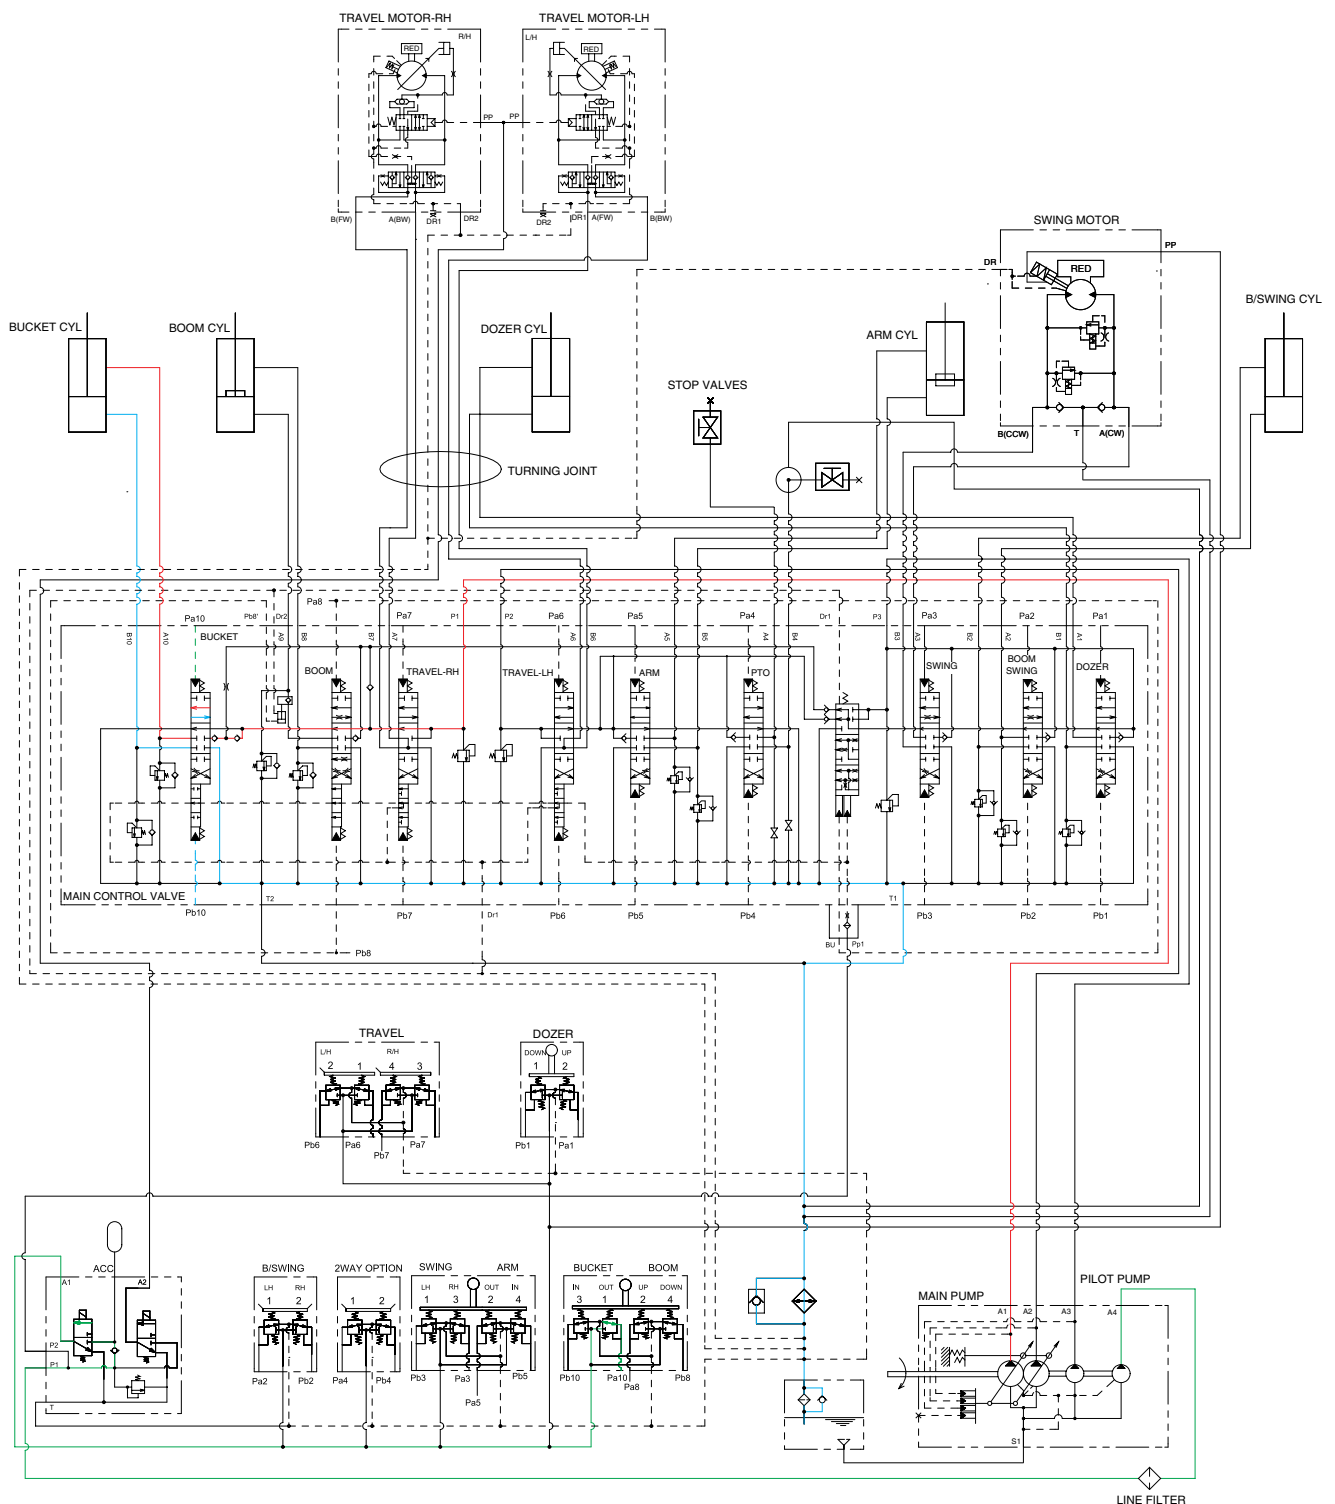 TRAVEL MOTOR-RH
TRAVEL MOTOR-LH
RED R/H
L/H RED
PP PP
B(FW) A(BW) DR1 DR2
DR2 DR1 A(FW) B(BW)
SWING MOTOR
PP
DR
RED
B(CCW) T A(CW)
BUCKET CYL
BOOM CYL
DOZER CYL
ARM CYL
B/SWING CYL
STOP VALVES
TURNING JOINT
Pa10 Pb8' Dr2 Pa8 Pa7 P1 P2 Pa6 Pa5 Pa4 Dr1 P3 Pa3 Pa2 Pa1
B10 A10 A9 B8 B7 A7 A6 B6 A5 B5 A4 B4 B3 A3 B2 A2 B1 A1
BUCKET
BOOM
TRAVEL-RH
TRAVEL-LH
ARM
PTO
SWING
BOOM
SWING
DOZER
MAIN CONTROL VALVE
T2 T1
Pb10 Pb7 Dr1 Pb6 Pb5 Pb4 Pb3 Pb2 Pb1
BU Pp1
Pb8
TRAVEL
L/H R/H
2 1 4 3
Pb6 Pa6 Pb7 Pa7
DOZER
DOWN UP
1 2
Pb1 Pa1
ACC
A1 A2
P2
P1
T
B/SWING
LH RH
1 2
Pa2 Pb2
2WAY OPTION
1 2
Pa4 Pb4
SWING ARM
LH RH OUT IN
1 3 2 4
Pb3 Pa3 Pb5
Pa5
BUCKET BOOM
IN OUT UP DOWN
3 1 2 4
Pb10 Pa10 Pb8
Pa8
PILOT PUMP
MAIN PUMP
A1 A2 A3 A4
S1
LINE FILTER